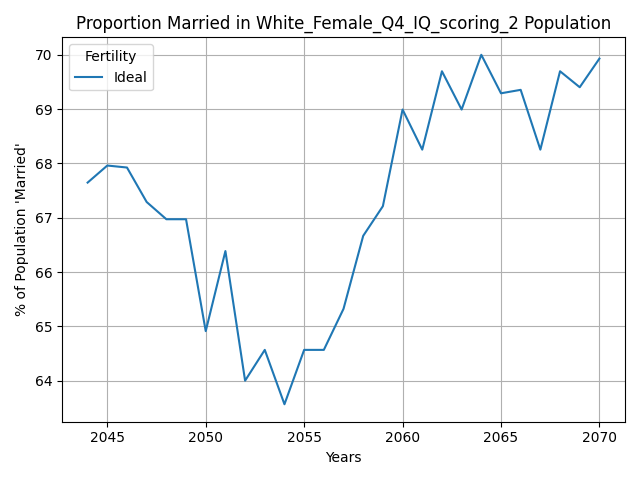 Proportion Married in White_Female_Q4_IQ_scoring_2 Population
Fertility
Ideal
% of Population 'Married'
70
69
68
67
66
65
64
2045 2050 2055 2060 2065 2070
Years